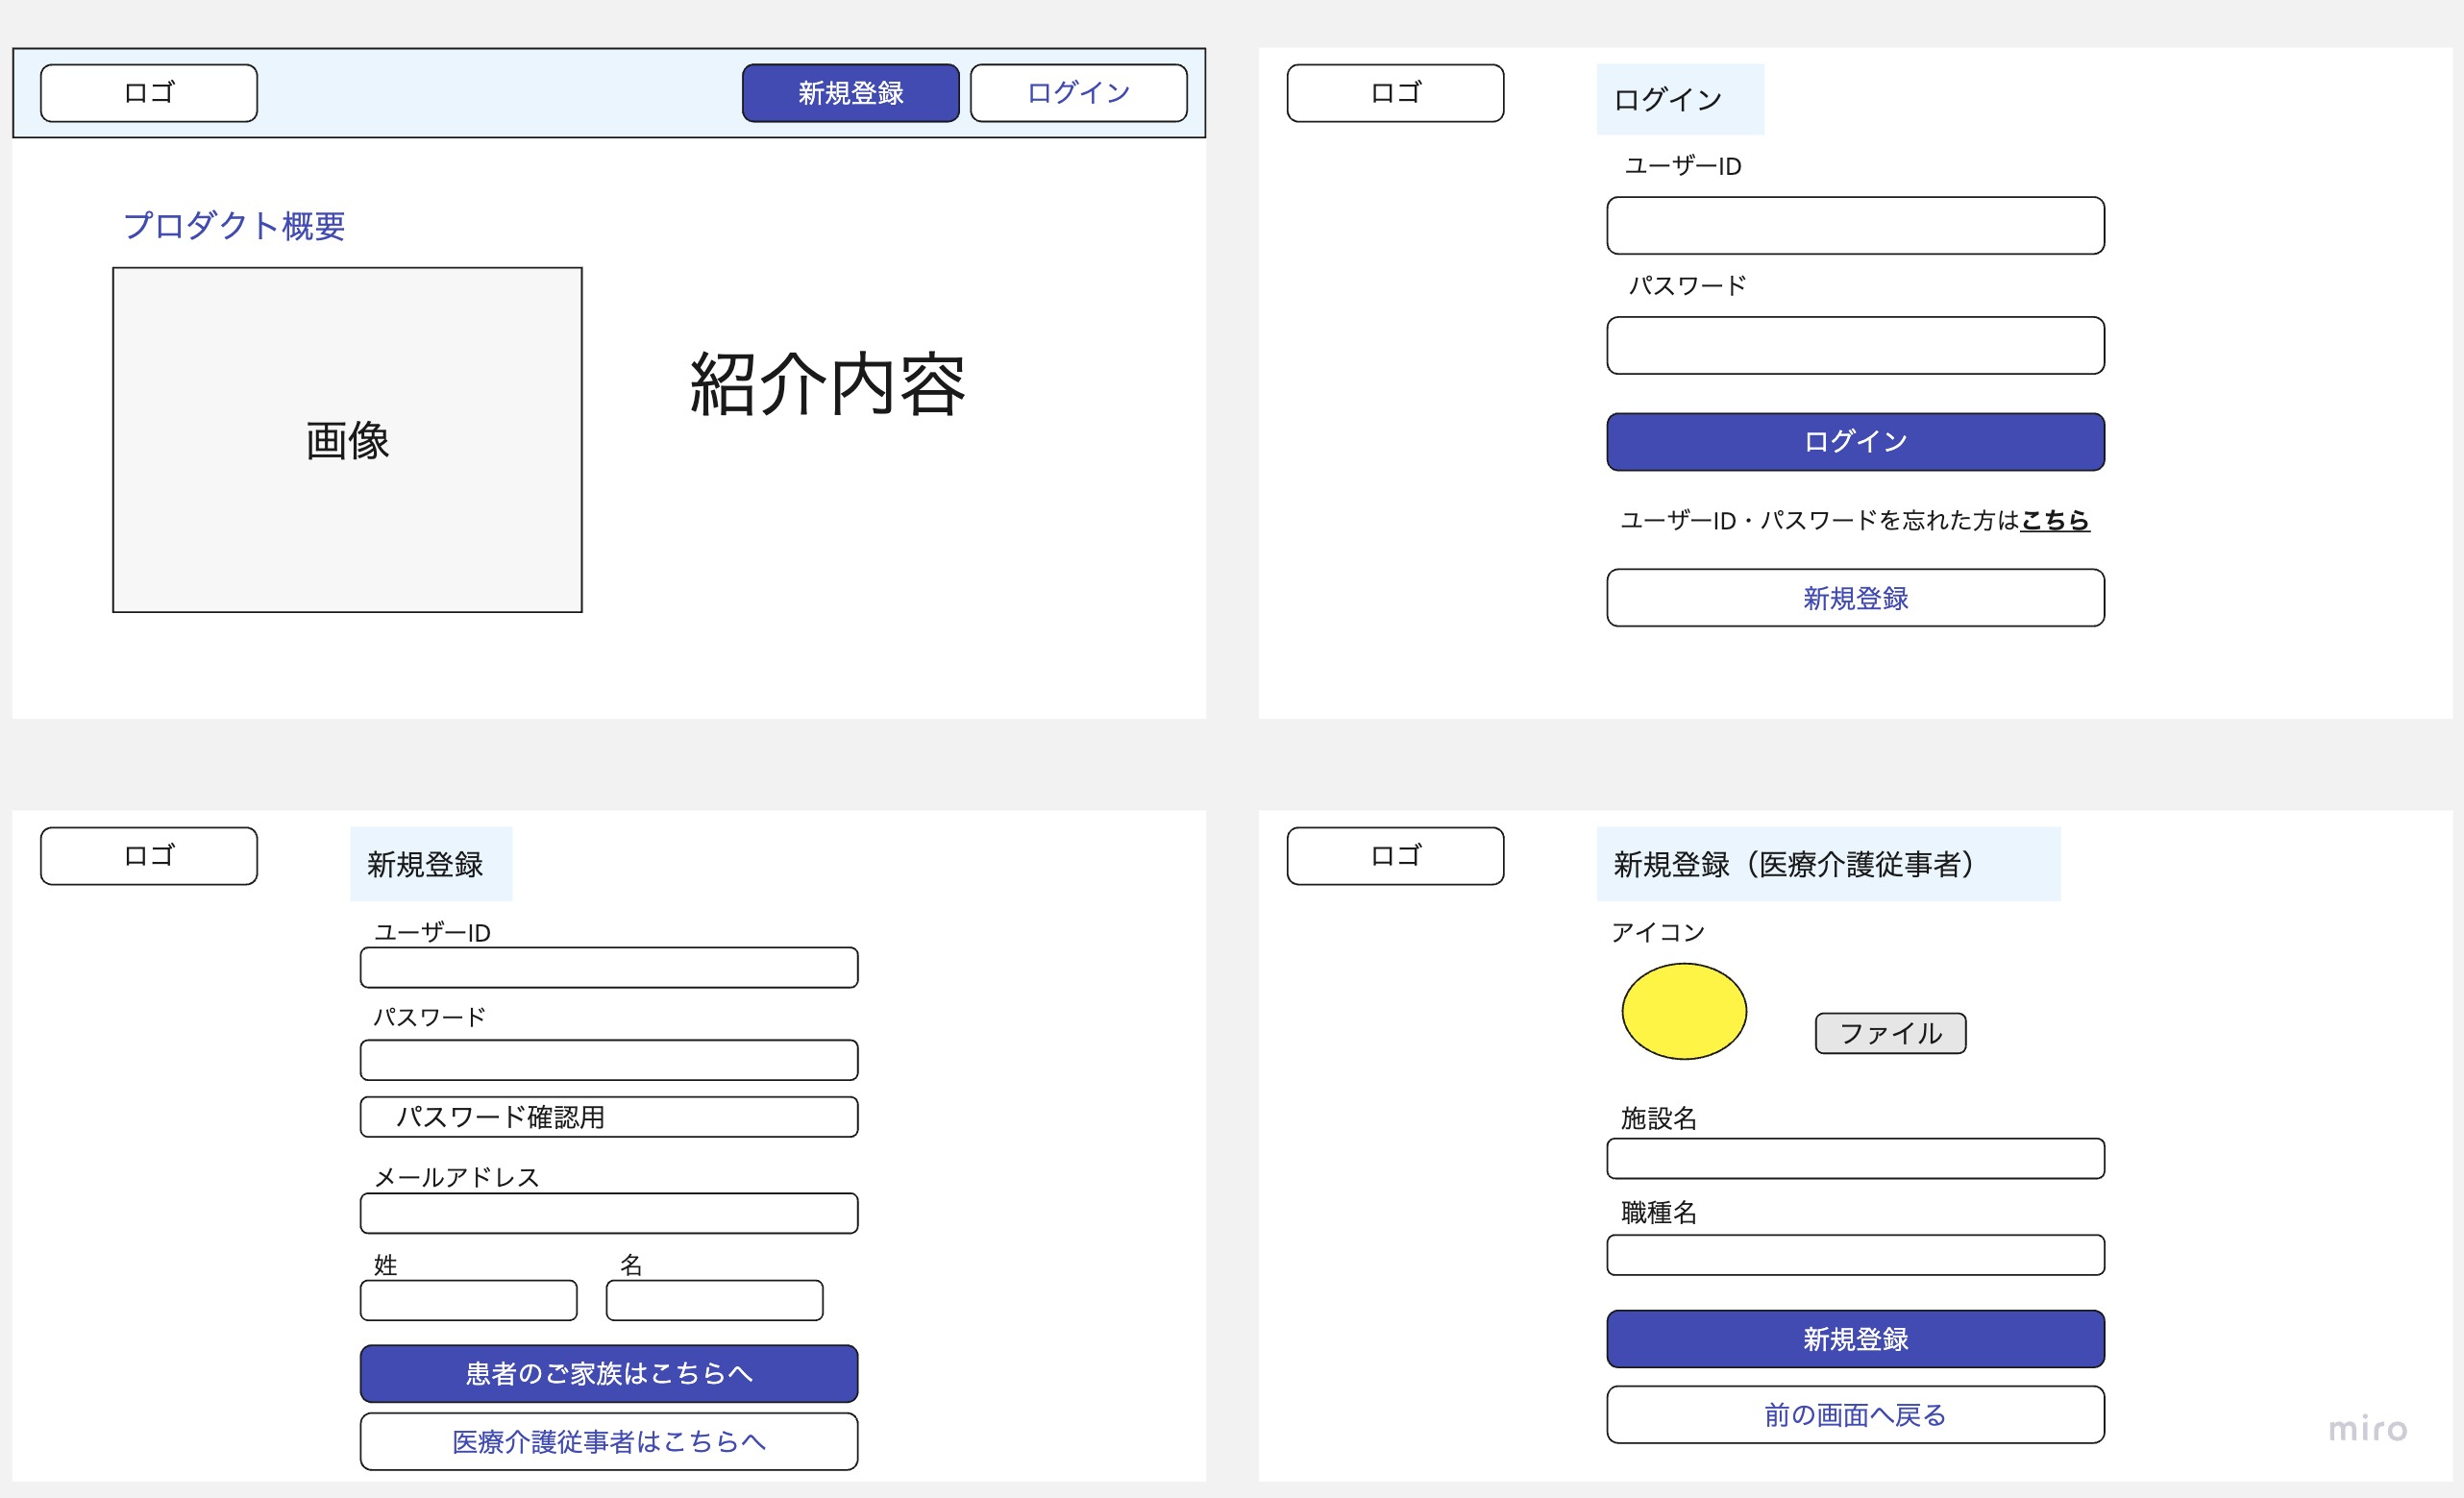 ロゴ
新規登録
ログイン
プロダクト概要
画像
紹介内容
ロゴ
ログイン
ユーザーID
パスワード
ログイン
ユーザーID・パスワードを忘れた方はこちら
新規登録
ロゴ
新規登録
ユーザーID
パスワード
パスワード確認用
メールアドレス
姓
名
患者のご家族はこちらへ
医療介護従事者はこちらへ
ロゴ
新規登録（医療介護従事者）
アイコン
ファイル
施設名
職種名
新規登録
前の画面へ戻る
miro